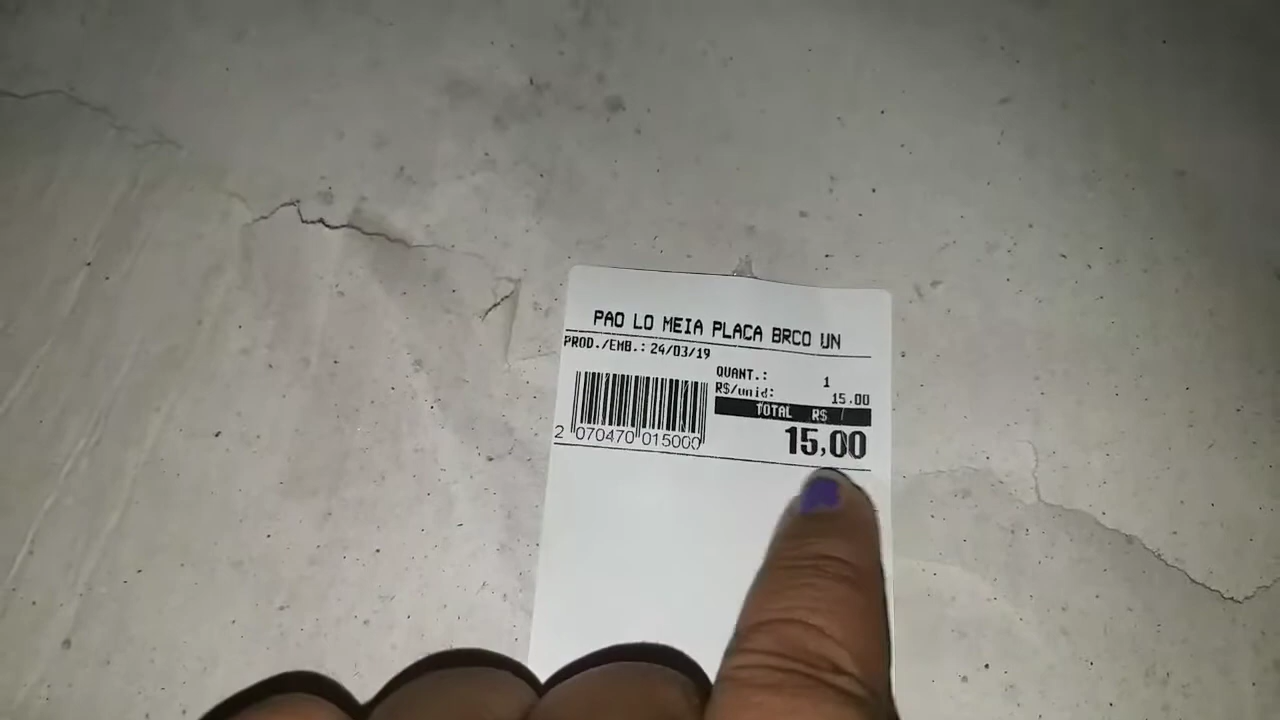 PAO LO MEIA PLACA BRCO UN
PROD./EMB.: 24/03/19
QUANT.: 1
R$/unid: 15.00
TOTAL R$
15,00
2 070470 015000